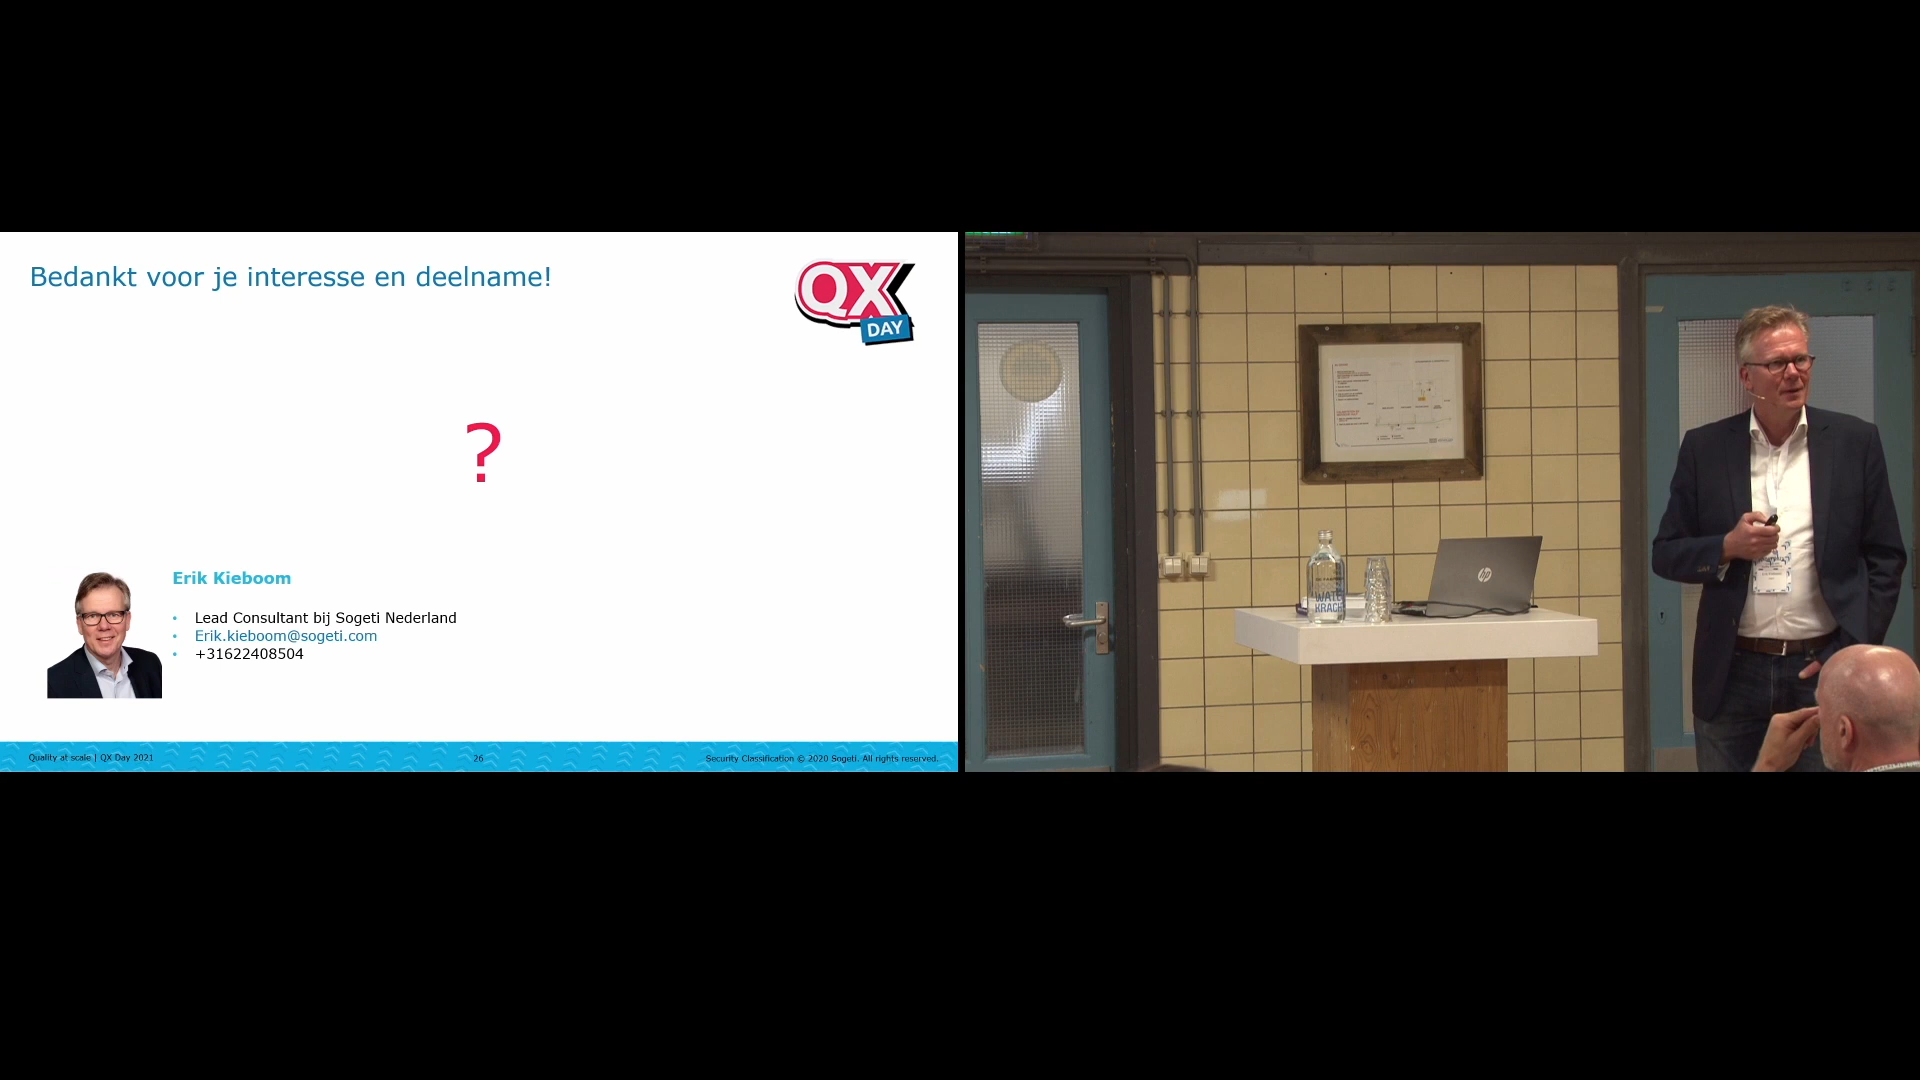 Bedankt voor je interesse en deelname!
QX
DAY
?
Erik Kieboom
• Lead Consultant bij Sogeti Nederland
• Erik.kieboom@sogeti.com
• +31622408504
Quality at scale | QX Day 2021
26
Security Classification © 2020 Sogeti. All rights reserved.
hp
KRACH